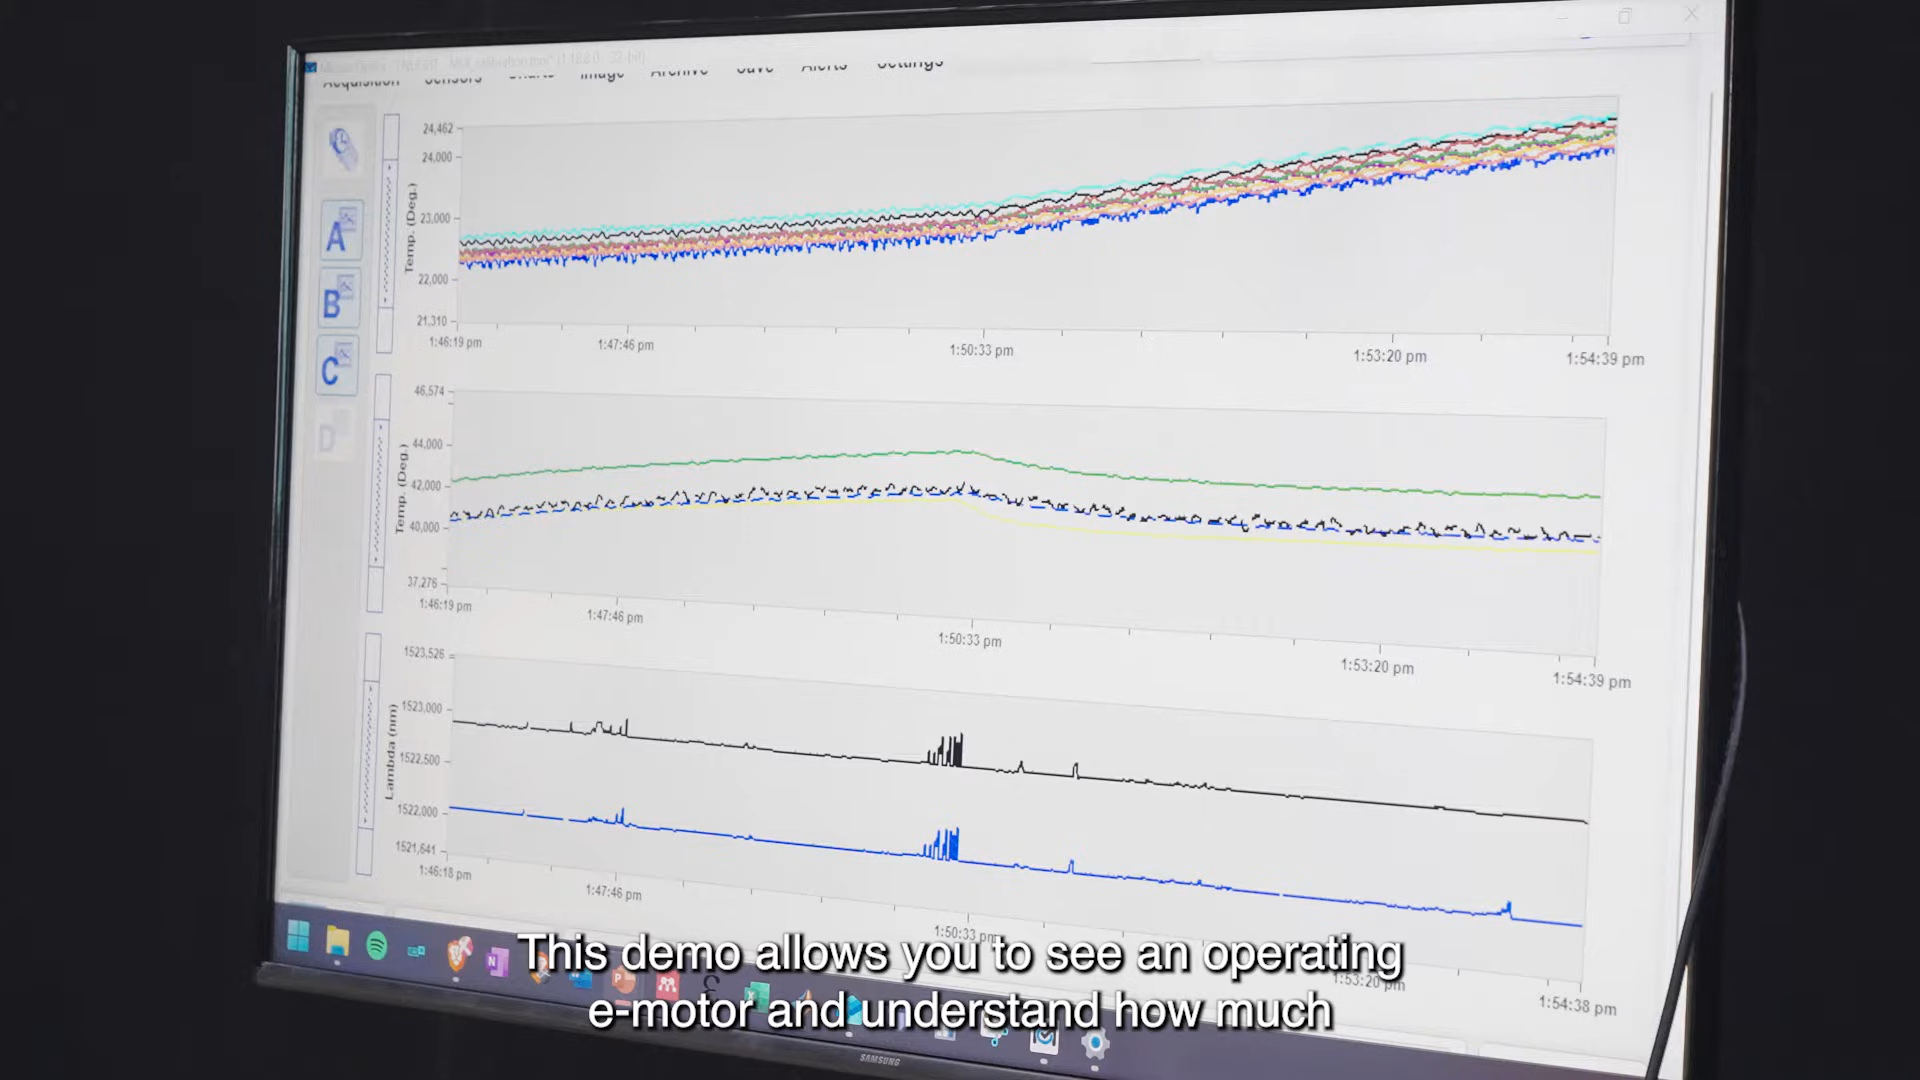 Acquisition Sensors Charts Image Archive Save Alerts Settings
A
B
C
D
Temp. (Deg.)
24,462
24,000
23,000
22,000
21,310
1:46:19 pm 1:47:46 pm 1:50:33 pm 1:53:20 pm 1:54:39 pm
Temp. (Deg.)
46,574
44,000
42,000
40,000
37,276
1:46:19 pm 1:47:46 pm 1:50:33 pm 1:53:20 pm 1:54:39 pm
Lambda (nm)
1523,526
1523,000
1522,500
1522,000
1521,641
1:46:18 pm 1:47:46 pm 1:50:33 pm 1:53:20 pm 1:54:38 pm
This demo allows you to see an operating
e-motor and understand how much
SAMSUNG